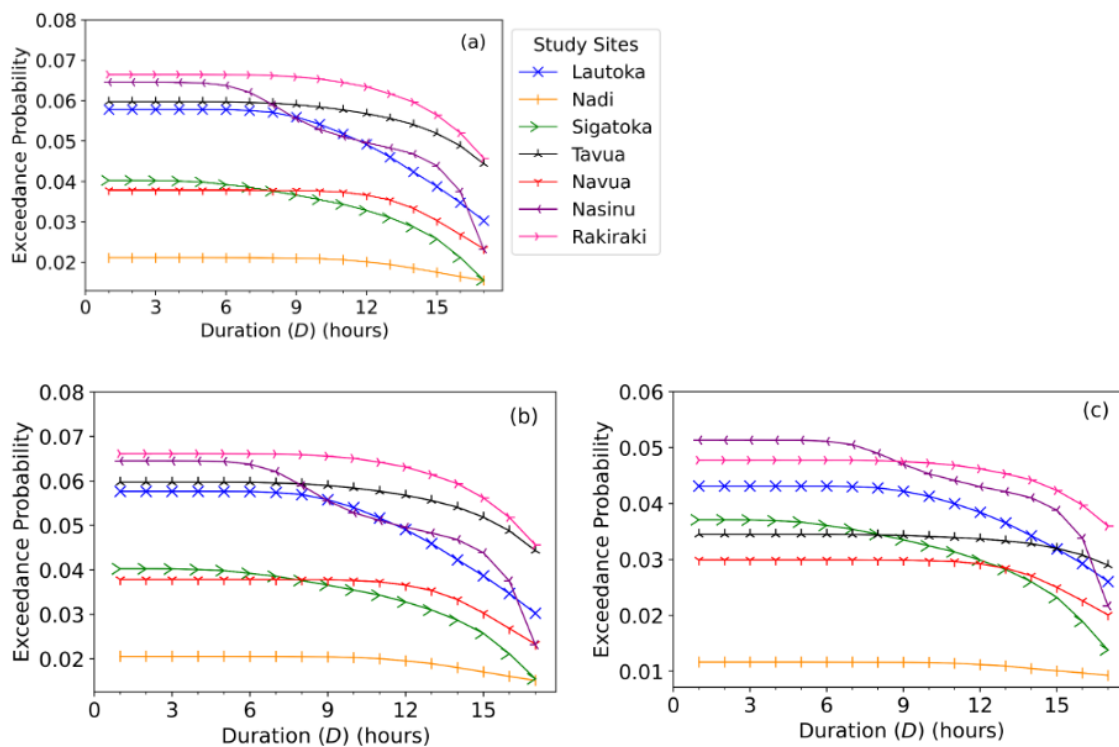 0.08
0.07
0.06
0.05
0.04
0.03
0.02
Exceedance Probability
(a)
0 3 6 9 12 15
Duration (D) (hours)
Study Sites
Lautoka
Nadi
Sigatoka
Tavua
Navua
Nasinu
Rakiraki
0.08
0.07
0.06
0.05
0.04
0.03
0.02
Exceedance Probability
(b)
0 3 6 9 12 15
Duration (D) (hours)
0.06
0.05
0.04
0.03
0.02
0.01
Exceedance Probability
(c)
0 3 6 9 12 15
Duration (D) (hours)